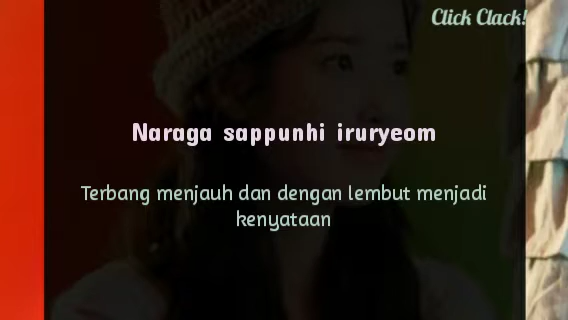 Click Clack!
Naraga sappunhi iruryeom
Terbang menjauh dan dengan lembut menjadi
kenyataan